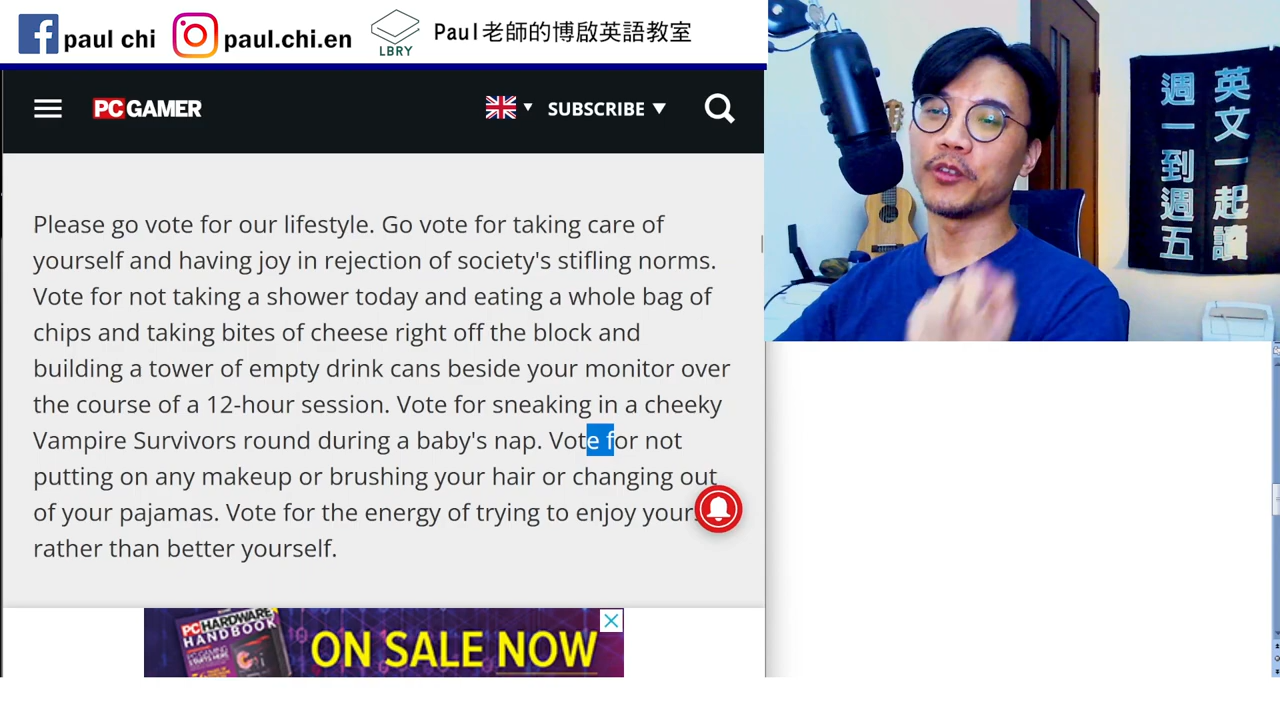 paul chi
paul.chi.en
LBRY
Paul老師的博啟英語教室
PC GAMER
SUBSCRIBE
Please go vote for our lifestyle. Go vote for taking care of
yourself and having joy in rejection of society's stifling norms.
Vote for not taking a shower today and eating a whole bag of
chips and taking bites of cheese right off the block and
building a tower of empty drink cans beside your monitor over
the course of a 12-hour session. Vote for sneaking in a cheeky
Vampire Survivors round during a baby's nap. Vote for not
putting on any makeup or brushing your hair or changing out
of your pajamas. Vote for the energy of trying to enjoy yours
rather than better yourself.
PC HARDWARE
HANDBOOK
ON SALE NOW
英文一起讀
週一到週五